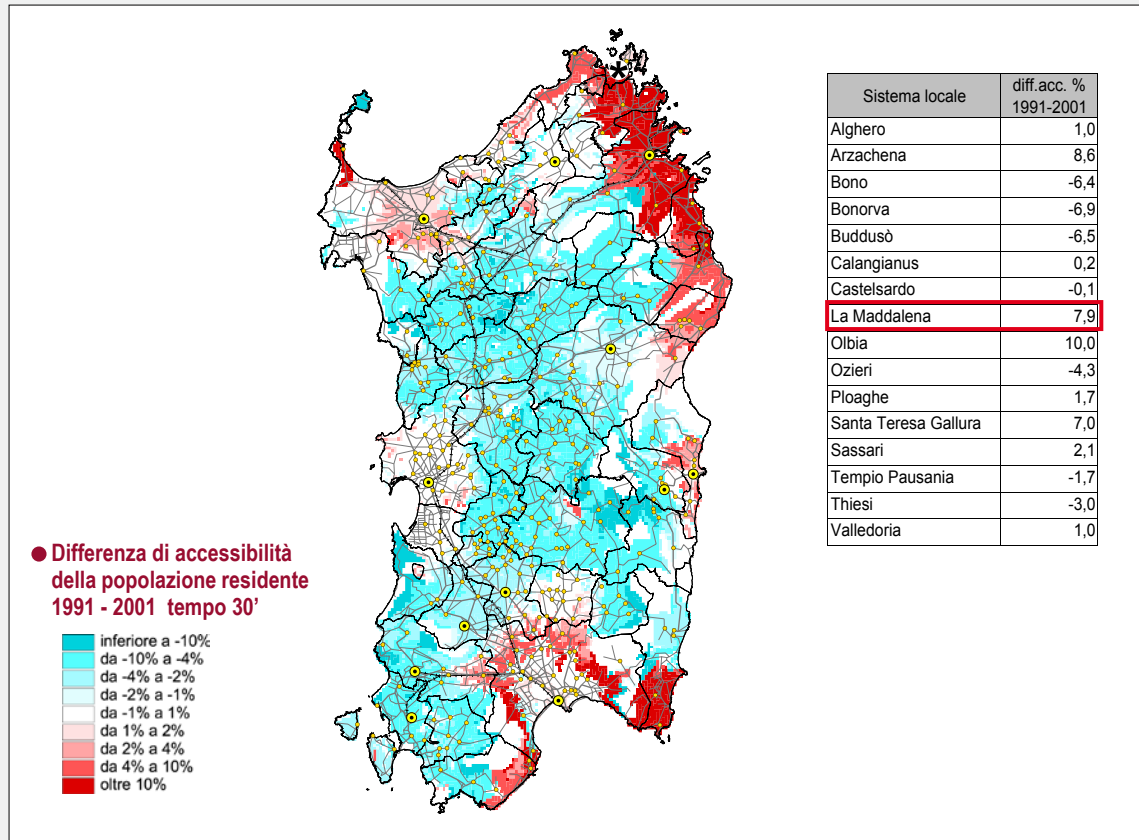 Sistema locale diff.acc. % 1991-2001
Alghero 1,0
Arzachena 8,6
Bono -6,4
Bonorva -6,9
Buddusò -6,5
Calangianus 0,2
Castelsardo -0,1
La Maddalena 7,9
Olbia 10,0
Ozieri -4,3
Ploaghe 1,7
Santa Teresa Gallura 7,0
Sassari 2,1
Tempio Pausania -1,7
Thiesi -3,0
Valledoria 1,0
Differenza di accessibilità
della popolazione residente
1991 - 2001 tempo 30'
inferiore a -10%
da -10% a -4%
da -4% a -2%
da -2% a -1%
da -1% a 1%
da 1% a 2%
da 2% a 4%
da 4% a 10%
oltre 10%
*